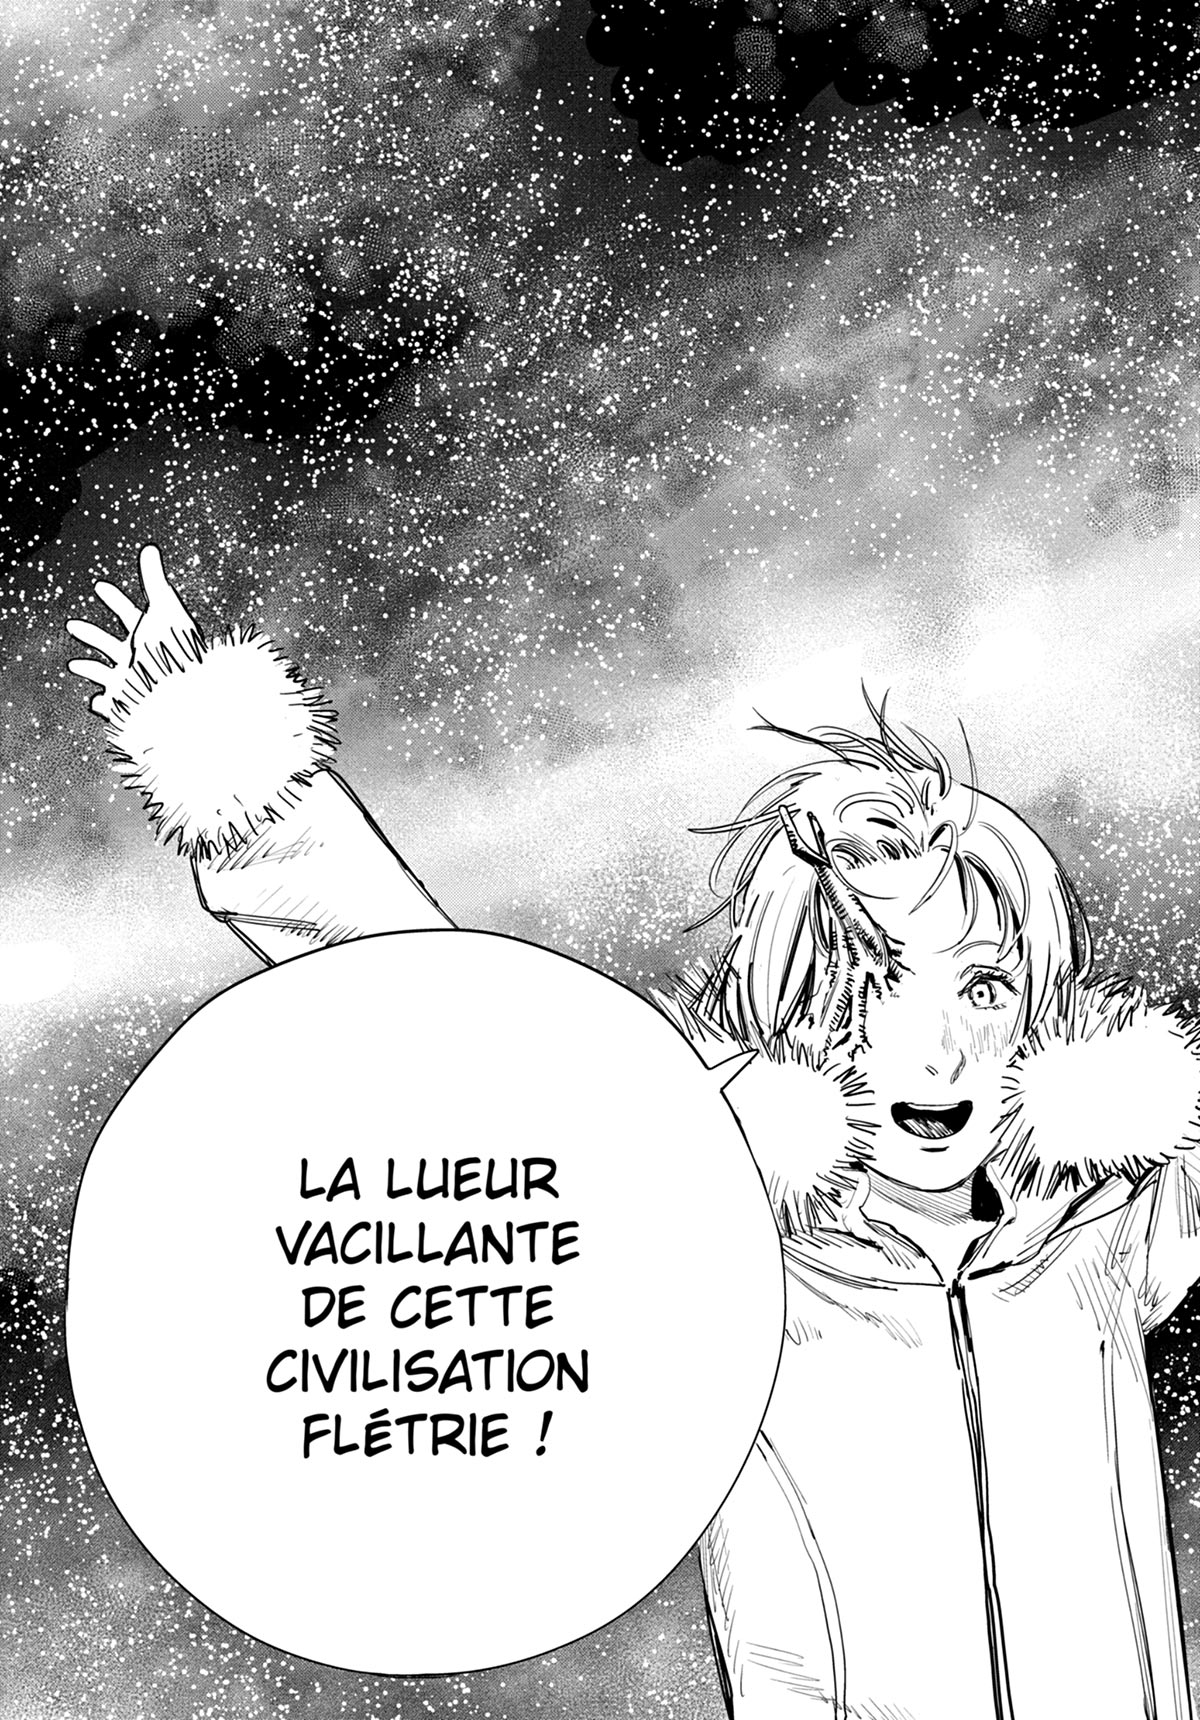 LA LUEUR
VACILLANTE
DE CETTE
CIVILISATION
FLÉTRIE !